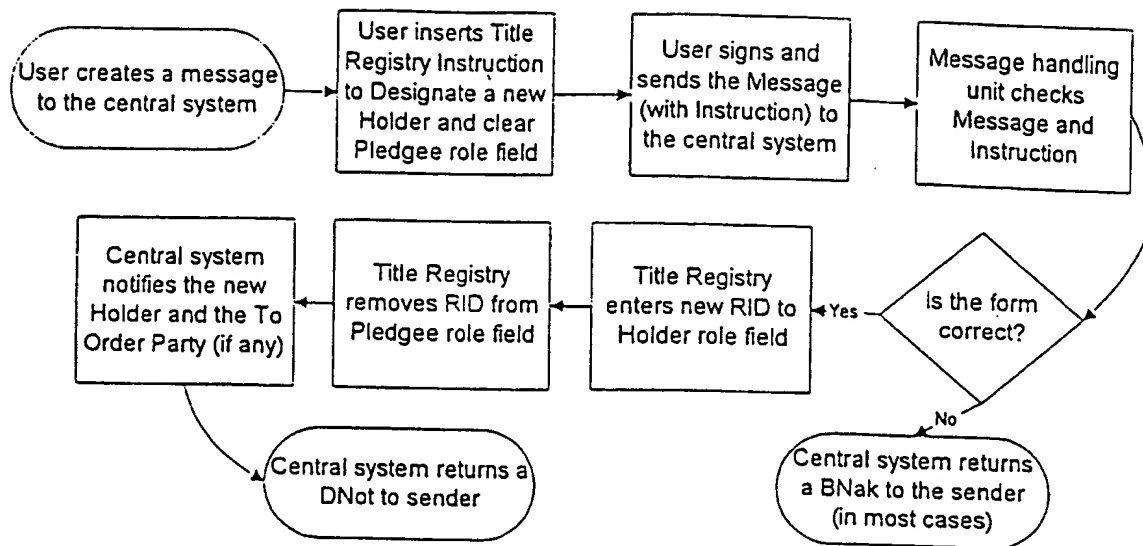 User creates a message
to the central system
User inserts Title
Registry Instruction
to Designate a new
Holder and clear
Pledgee role field
User signs and
sends the Message
(with Instruction) to
the central system
Message handling
unit checks
Message and
Instruction
Is the form
correct?
Yes
Title Registry
enters new RID to
Holder role field
Title Registry
removes RID from
Pledgee role field
Central system
notifies the new
Holder and the To
Order Party (if any)
Central system returns a
DNot to sender
No
Central system returns
a BNak to the sender
(in most cases)